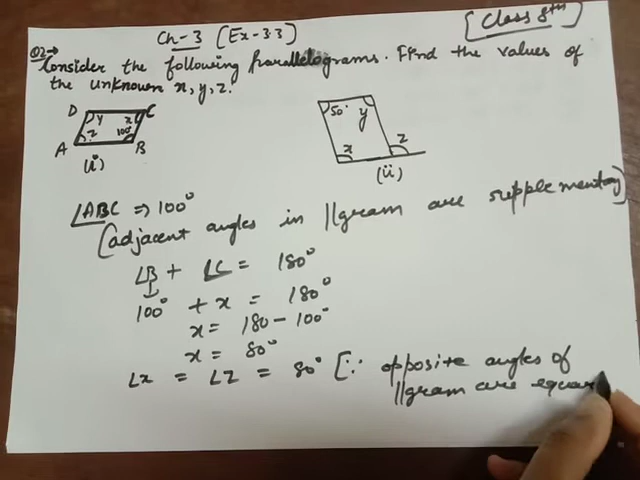 Ch-3 (Ex-3.3)
[Class 8th]
Q2→
Consider the following parallelograms. Find the values of
the unknown x, y, z.
D C
y x
z 100°
A B
(i)
50° y
x z
(ii)
∠ABC ⇒ 100°
(adjacent angles in ||gram are supplementary)
∠B + ∠C = 180°
100° + x = 180°
x = 180 - 100°
x = 80°
∠x = ∠z = 80° [∵ opposite angles of
||gram are equal